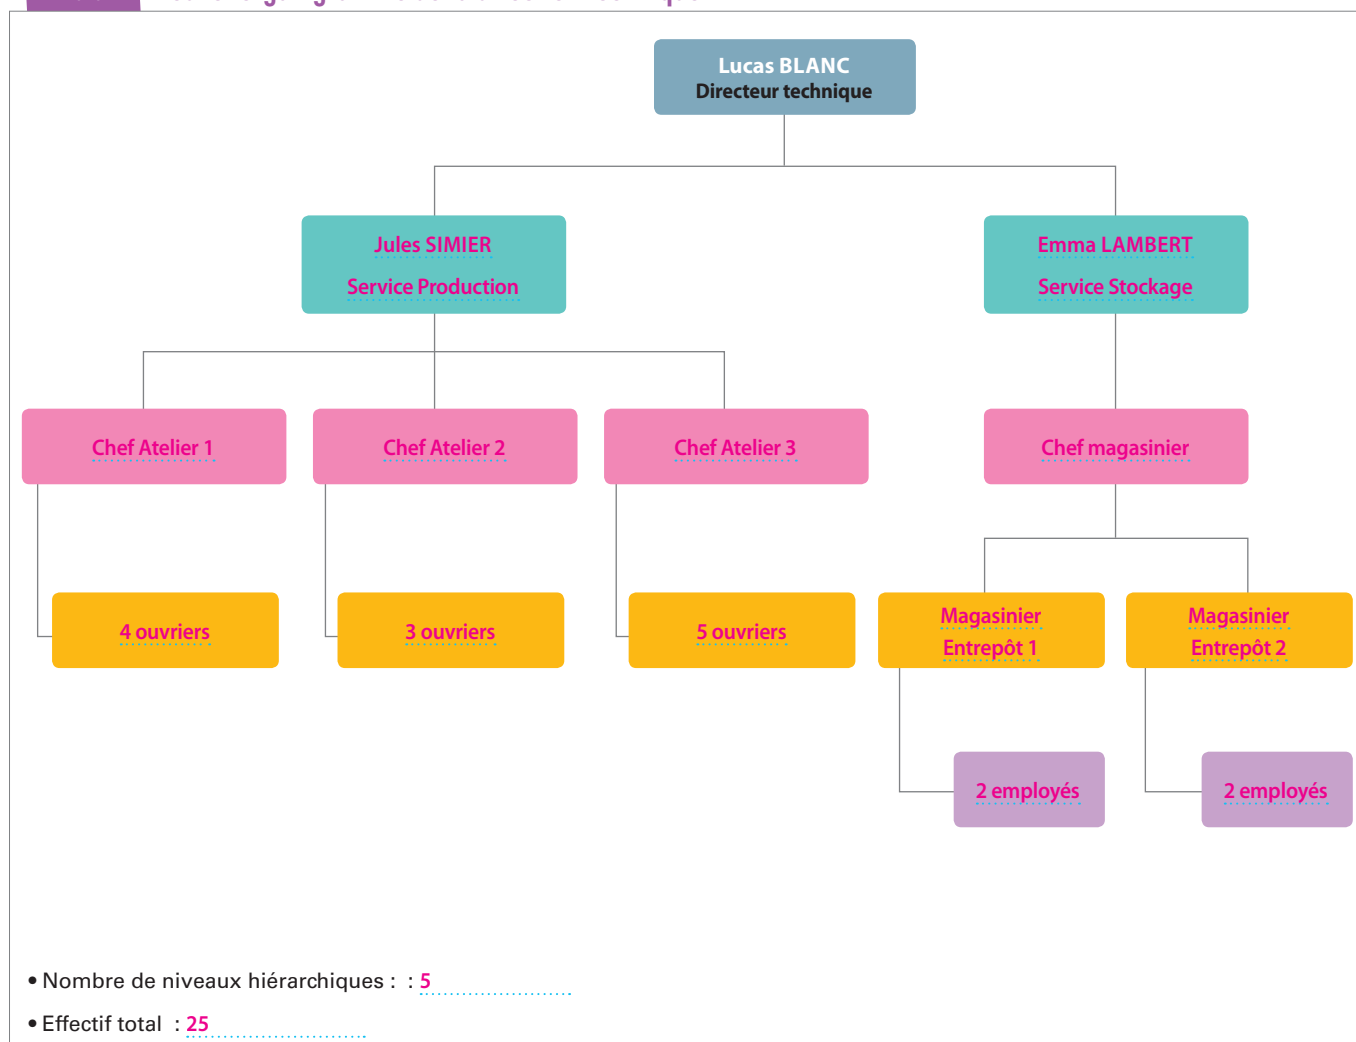 Lucas BLANC
Directeur technique
Jules SIMIER
Service Production
Emma LAMBERT
Service Stockage
Chef Atelier 1
Chef Atelier 2
Chef Atelier 3
Chef magasinier
4 ouvriers
3 ouvriers
5 ouvriers
Magasinier
Entrepôt 1
Magasinier
Entrepôt 2
2 employés
2 employés
• Nombre de niveaux hiérarchiques : : 5
• Effectif total : 25